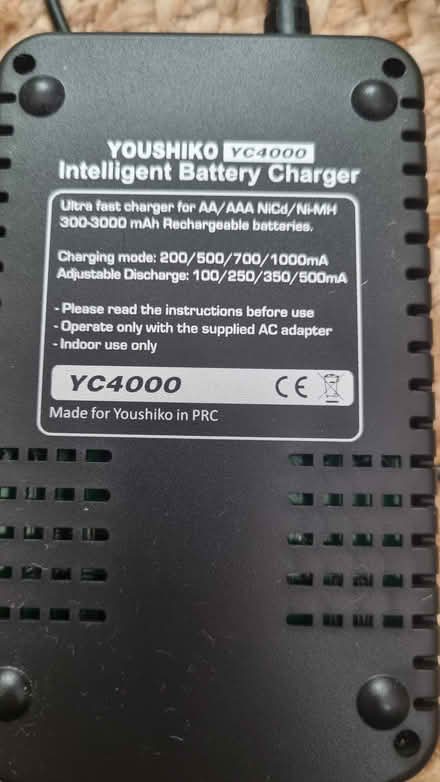 YOUSHIKO YC4000
Intelligent Battery Charger
Ultra fast charger for AA/AAA NiCd/Ni-MH
300-3000 mAh Rechargeable batteries.
Charging mode: 200/500/700/1000mA
Adjustable Discharge: 100/250/350/500mA
- Please read the instructions before use
- Operate only with the supplied AC adapter
- Indoor use only
YC4000 CE
Made for Youshiko in PRC